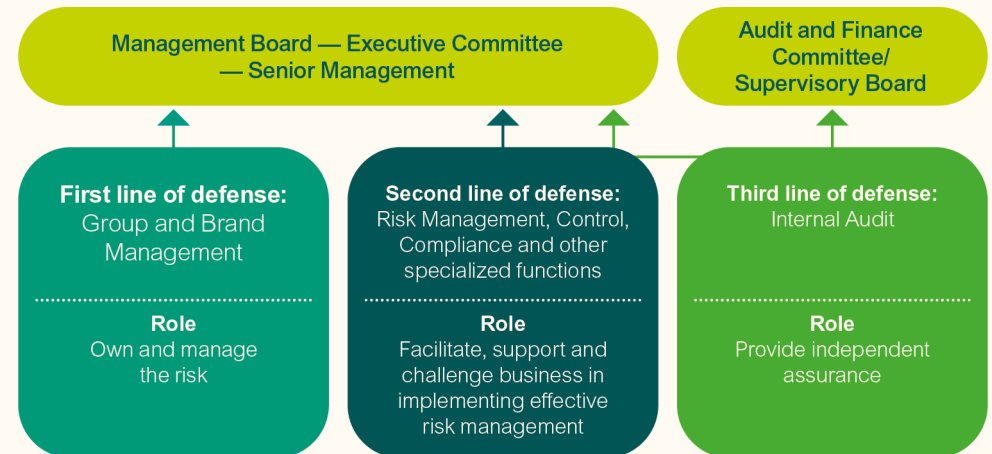 Management Board — Executive Committee
— Senior Management
Audit and Finance
Committee/
Supervisory Board
First line of defense:
Group and Brand
Management
Role
Own and manage
the risk
Second line of defense:
Risk Management, Control,
Compliance and other
specialized functions
Role
Facilitate, support and
challenge business in
implementing effective
risk management
Third line of defense:
Internal Audit
Role
Provide independent
assurance